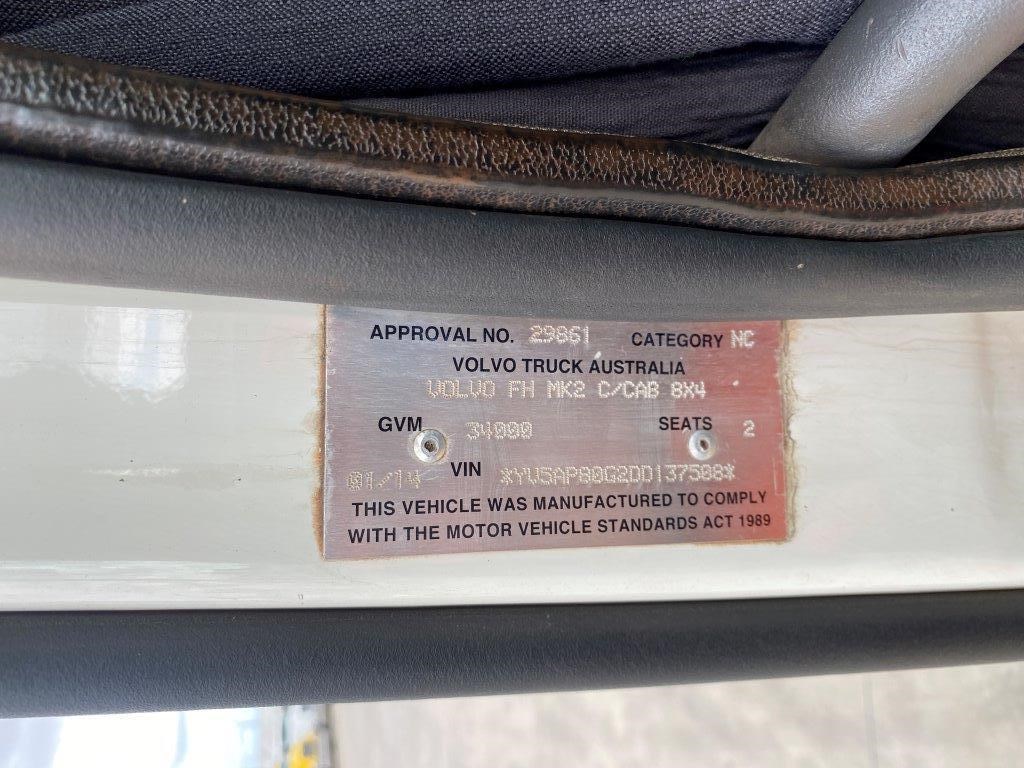 APPROVAL NO. 29861 CATEGORY NC
VOLVO TRUCK AUSTRALIA
VOLVO FH MK2 C/CAB 8X4
GVM 34000 SEATS 2
01/14 VIN *YV5AP80G2DD137508*
THIS VEHICLE WAS MANUFACTURED TO COMPLY
WITH THE MOTOR VEHICLE STANDARDS ACT 1989